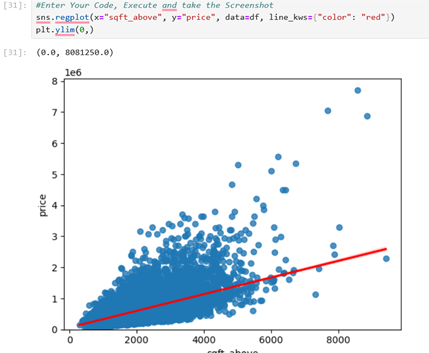 [31]: #Enter Your Code, Execute and take the Screenshot
sns.regplot(x="sqft_above", y="price", data=df, line_kws={"color": "red"})
plt.ylim(0,)
[31]: (0.0, 8081250.0)
1e6
8
7
6
5
4
3
2
1
0
price
0 2000 4000 6000 8000
sqft_above